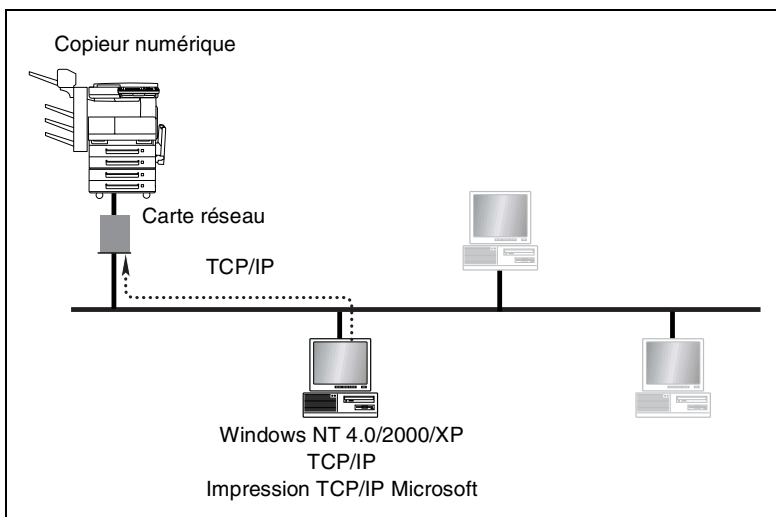 Copieur numérique
Carte réseau
TCP/IP
Windows NT 4.0/2000/XP
TCP/IP
Impression TCP/IP Microsoft